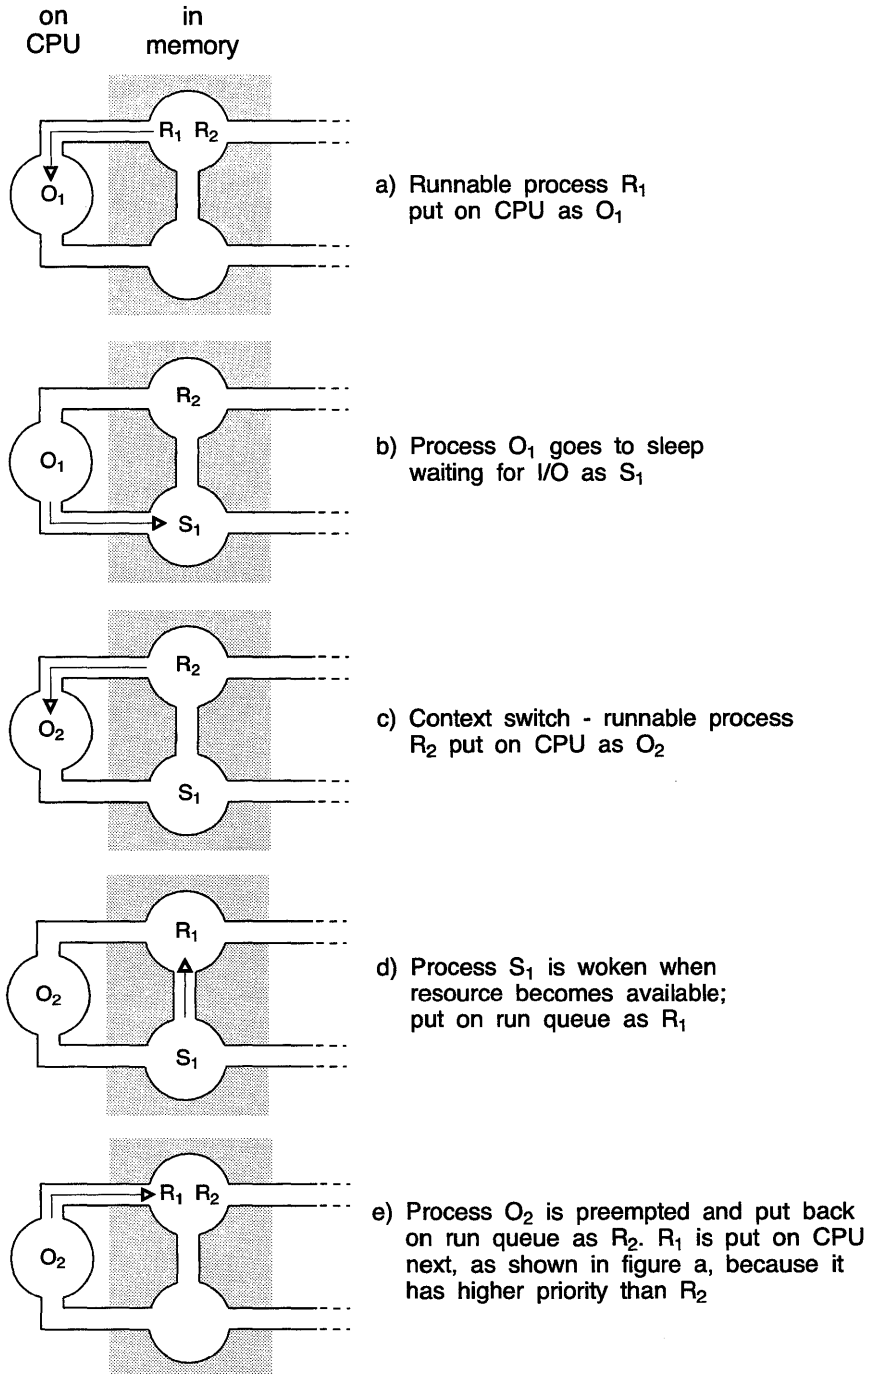 on in
CPU memory
R₁ R₂
O₁
a) Runnable process R₁
put on CPU as O₁
R₂
O₁
b) Process O₁ goes to sleep
waiting for I/O as S₁
S₁
R₂
O₂
c) Context switch - runnable process
R₂ put on CPU as O₂
S₁
R₁
O₂
d) Process S₁ is woken when
resource becomes available;
put on run queue as R₁
S₁
R₁ R₂
O₂
e) Process O₂ is preempted and put back
on run queue as R₂. R₁ is put on CPU
next, as shown in figure a, because it
has higher priority than R₂